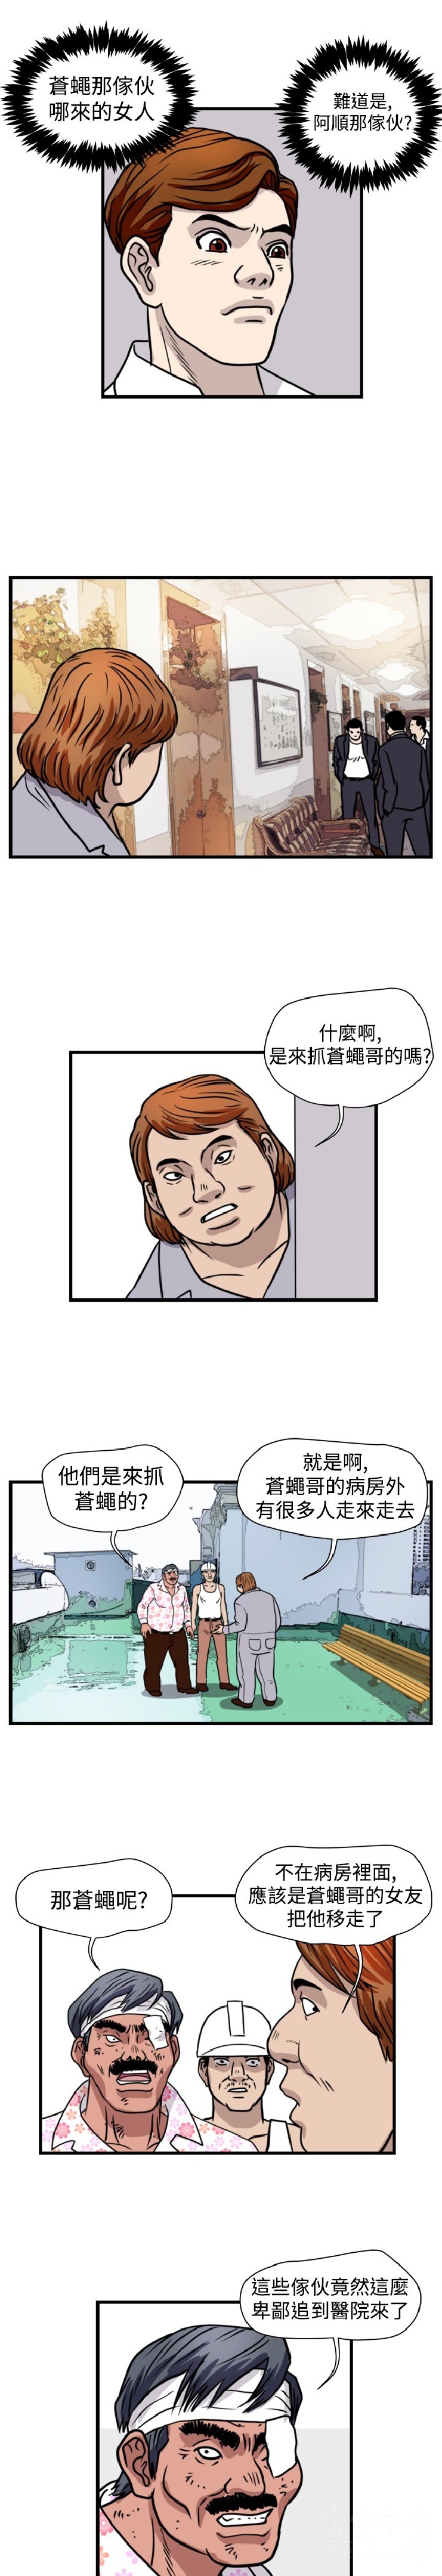 蒼蠅那傢伙
哪來的女人
難道是,
阿順那傢伙?
什麼啊,
是來抓蒼蠅哥的嗎?
他們是來抓
蒼蠅的?
就是啊,
蒼蠅哥的病房外
有很多人走來走去
那蒼蠅呢?
不在病房裡面,
應該是蒼蠅哥的女友
把他移走了
這些傢伙竟然這麼
卑鄙追到醫院來了